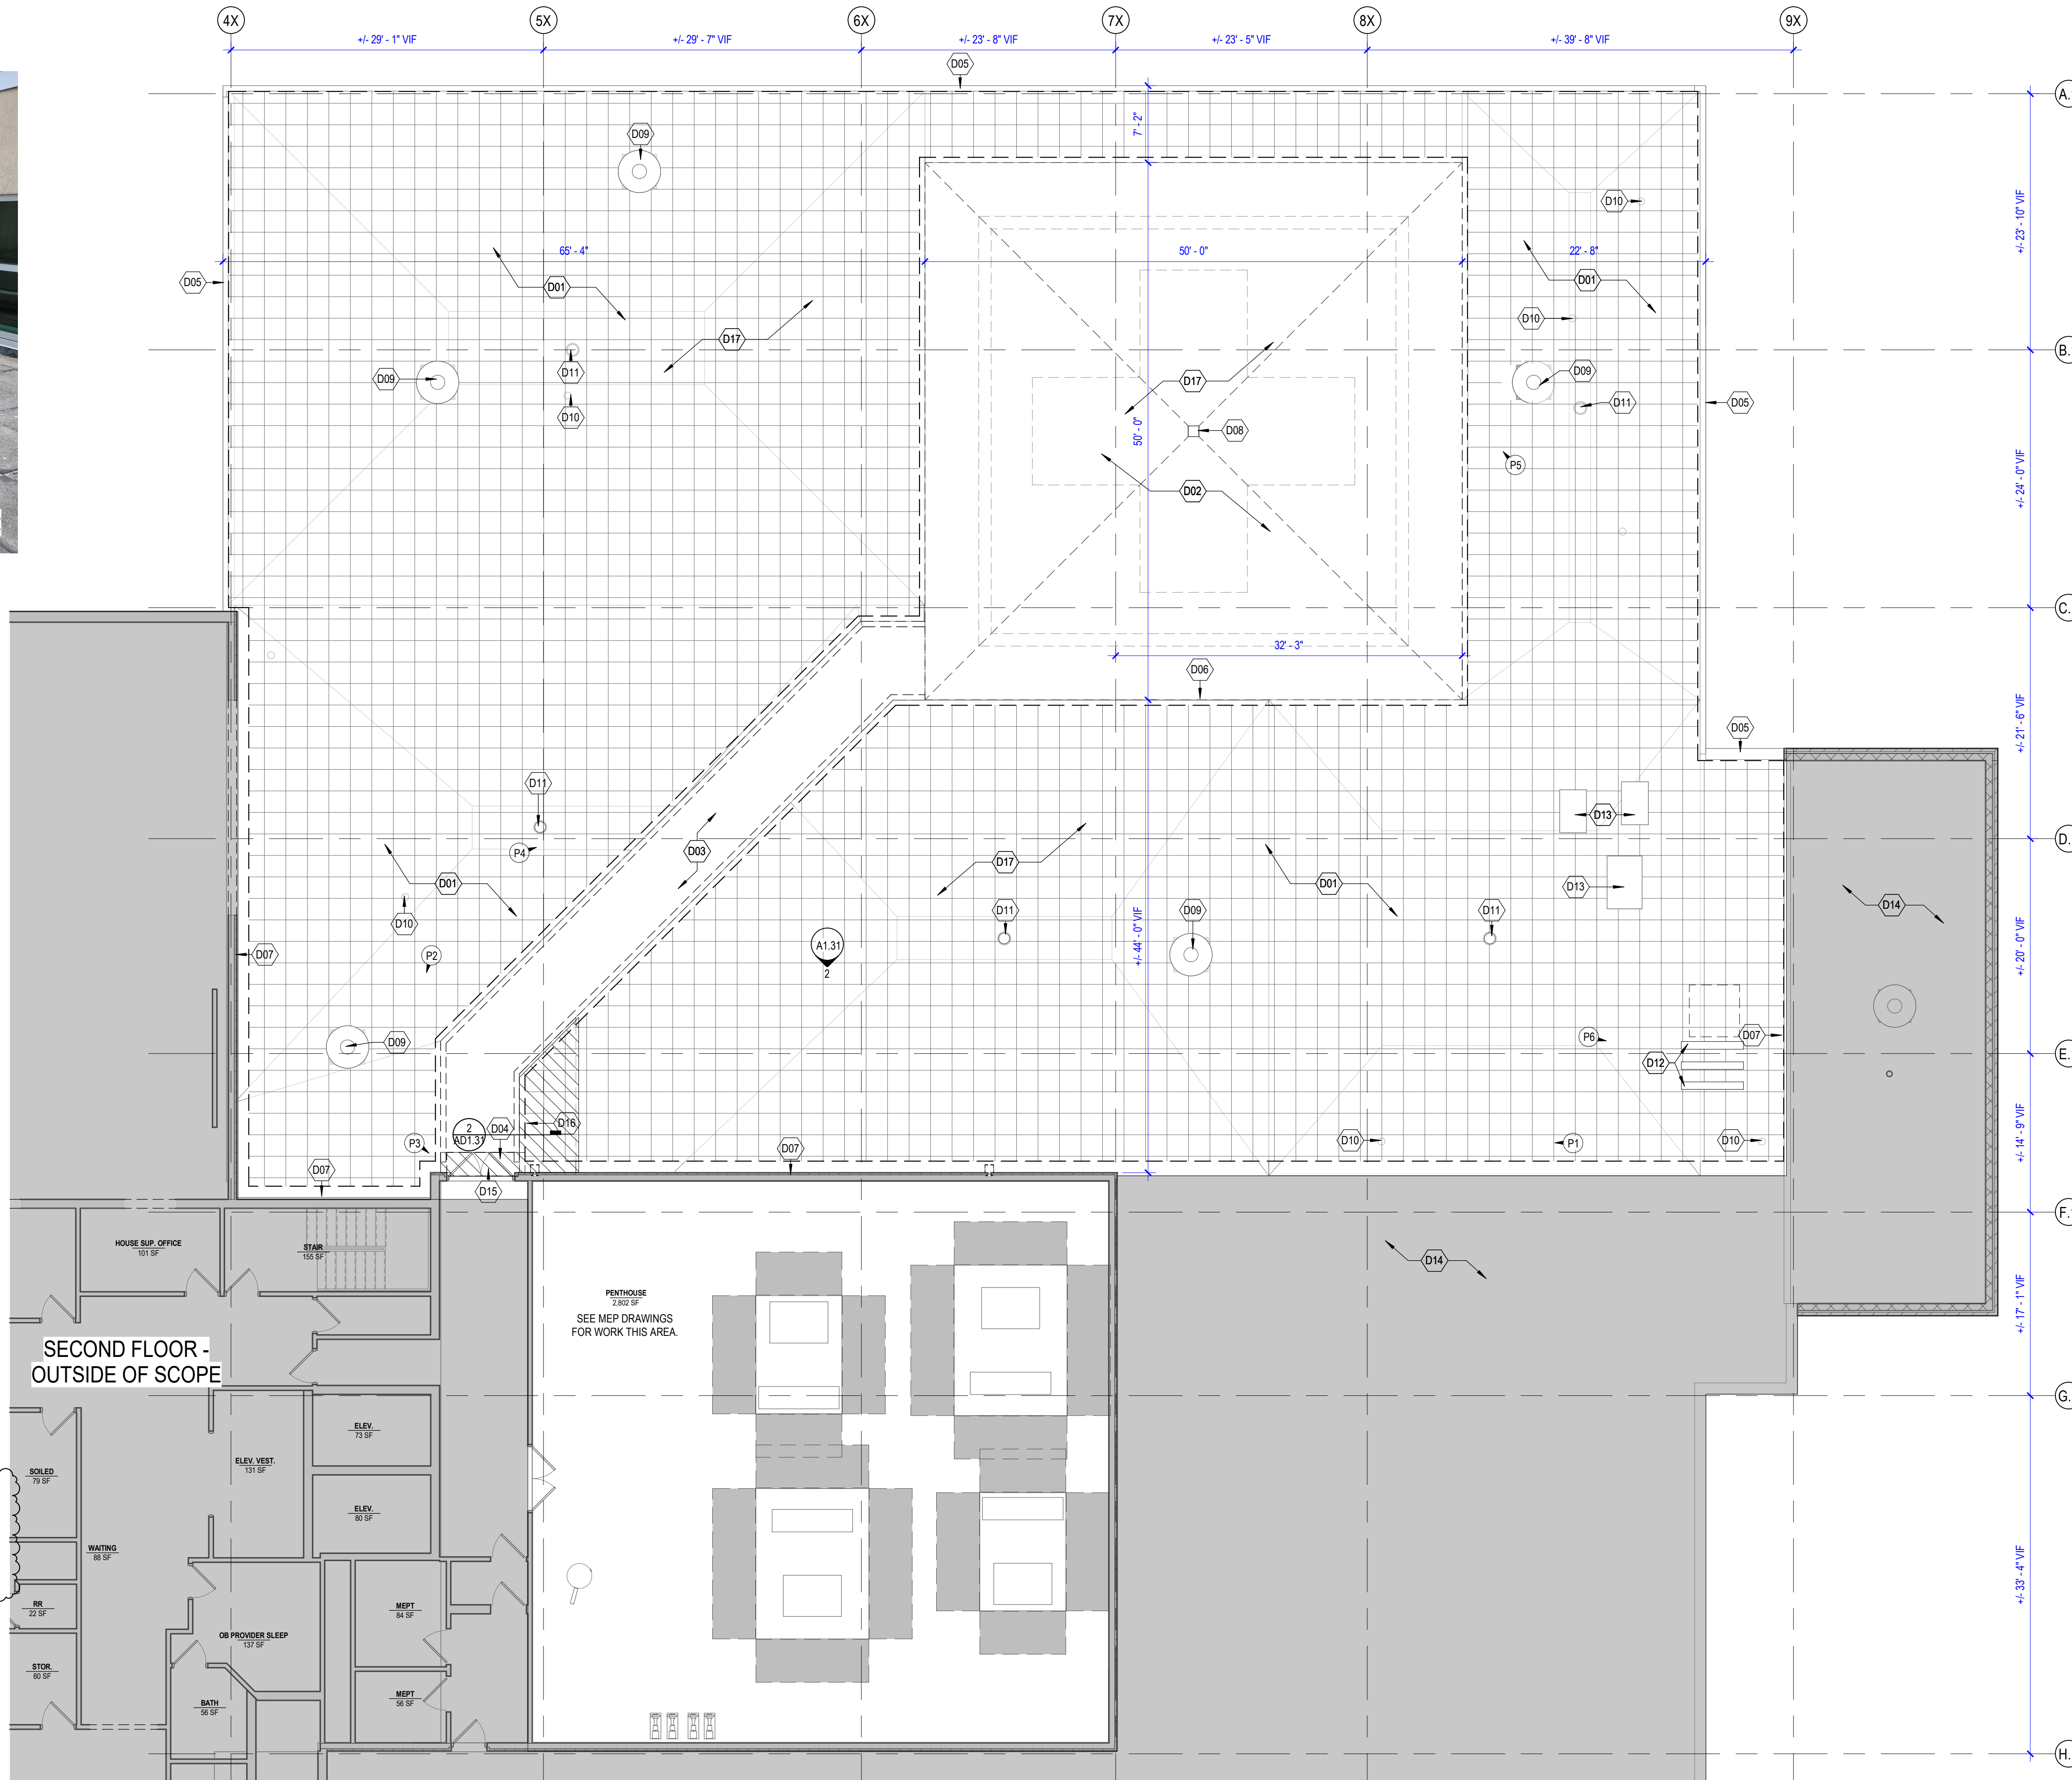 4X
5X
6X
7X
8X
9X
+/- 29' - 1" VIF
+/- 29' - 7" VIF
+/- 23' - 8" VIF
+/- 23' - 5" VIF
+/- 39' - 8" VIF
D05
A.
7' - 2"
D09
D10
+/- 23' - 10" VIF
65' - 4"
50' - 0"
22' - 8"
D05
D01
D01
D10
D17
B.
D11
D09
D09
D17
D11
D05
D10
D08
50' - 0"
P5
D02
+/- 24' - 0" VIF
C.
32' - 3"
D06
D05
+/- 21' - 6" VIF
D11
D13
D.
P4
D03
D17
D01
D01
D13
D11
D09
D11
D14
D10
A1.31
2
+/- 44' - 0" VIF
P2
D07
+/- 20' - 0" VIF
D09
P6
D07
D12
E.
D16
2
AD1.31
D04
P3
D07
D10
P1
D10
+/- 14' - 9" VIF
D07
D15
F.
HOUSE SUP. OFFICE
101 SF
STAIR
155 SF
D14
PENTHOUSE
2,802 SF
SEE MEP DRAWINGS
FOR WORK THIS AREA.
+/- 17' - 1" VIF
SECOND FLOOR -
OUTSIDE OF SCOPE
G.
ELEV.
73 SF
ELEV. VEST.
131 SF
SOILED
79 SF
ELEV.
80 SF
WAITING
88 SF
+/- 33' - 4" VIF
RR
22 SF
MEPT
84 SF
OB PROVIDER SLEEP
137 SF
STOR.
60 SF
MEPT
56 SF
BATH
56 SF
H.